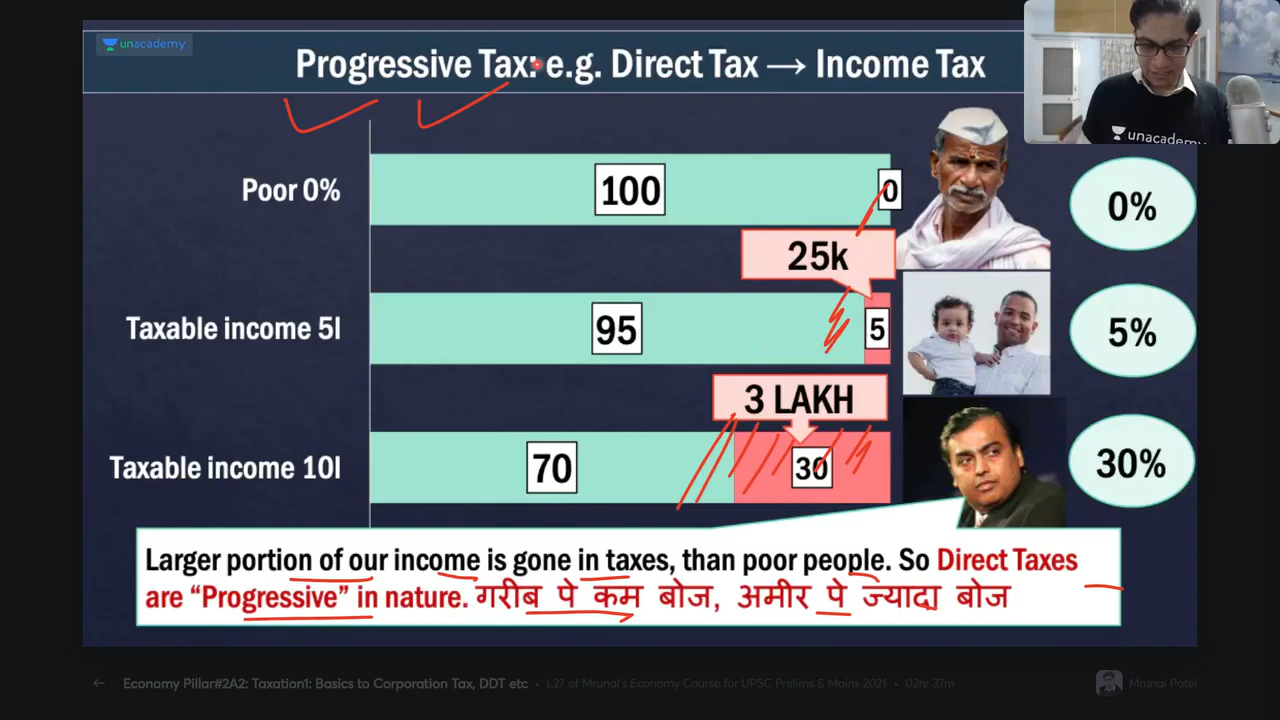 unacademy
Progressive Tax: e.g. Direct Tax → Income Tax
unacademy
Poor 0%
100
0
0%
25k
Taxable income 5l
95
5
5%
3 LAKH
Taxable income 10l
70
30
30%
Larger portion of our income is gone in taxes, than poor people. So Direct Taxes
are “Progressive” in nature. गरीब पे कम बोज, अमीर पे ज्यादा बोज
← Economy Pillar#2A2: Taxation1: Basics to Corporation Tax, DDT etc • L27 of Mrunal's Economy Course for UPSC Prelims & Mains 2021 • 02hr 37m
Mrunal Patel